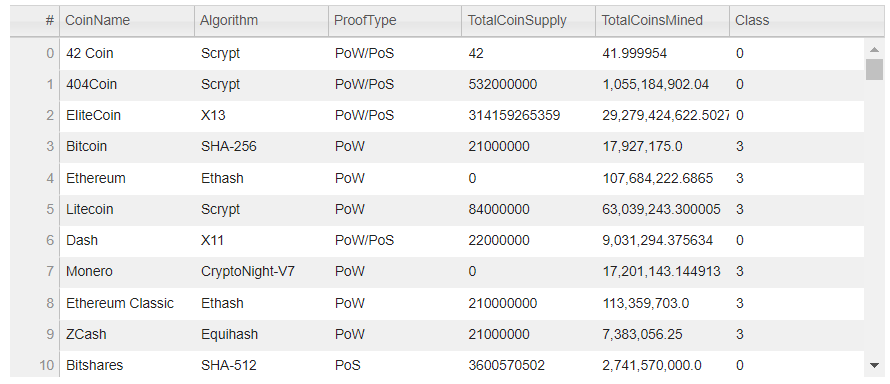 # CoinName Algorithm ProofType TotalCoinSupply TotalCoinsMined Class
0 42 Coin Scrypt PoW/PoS 42 41.999954 0
1 404Coin Scrypt PoW/PoS 532000000 1,055,184,902.04 0
2 EliteCoin X13 PoW/PoS 314159265359 29,279,424,622.5027 0
3 Bitcoin SHA-256 PoW 21000000 17,927,175.0 3
4 Ethereum Ethash PoW 0 107,684,222.6865 3
5 Litecoin Scrypt PoW 84000000 63,039,243.300005 3
6 Dash X11 PoW/PoS 22000000 9,031,294.375634 0
7 Monero CryptoNight-V7 PoW 0 17,201,143.144913 3
8 Ethereum Classic Ethash PoW 210000000 113,359,703.0 3
9 ZCash Equihash PoW 21000000 7,383,056.25 3
10 Bitshares SHA-512 PoS 3600570502 2,741,570,000.0 0